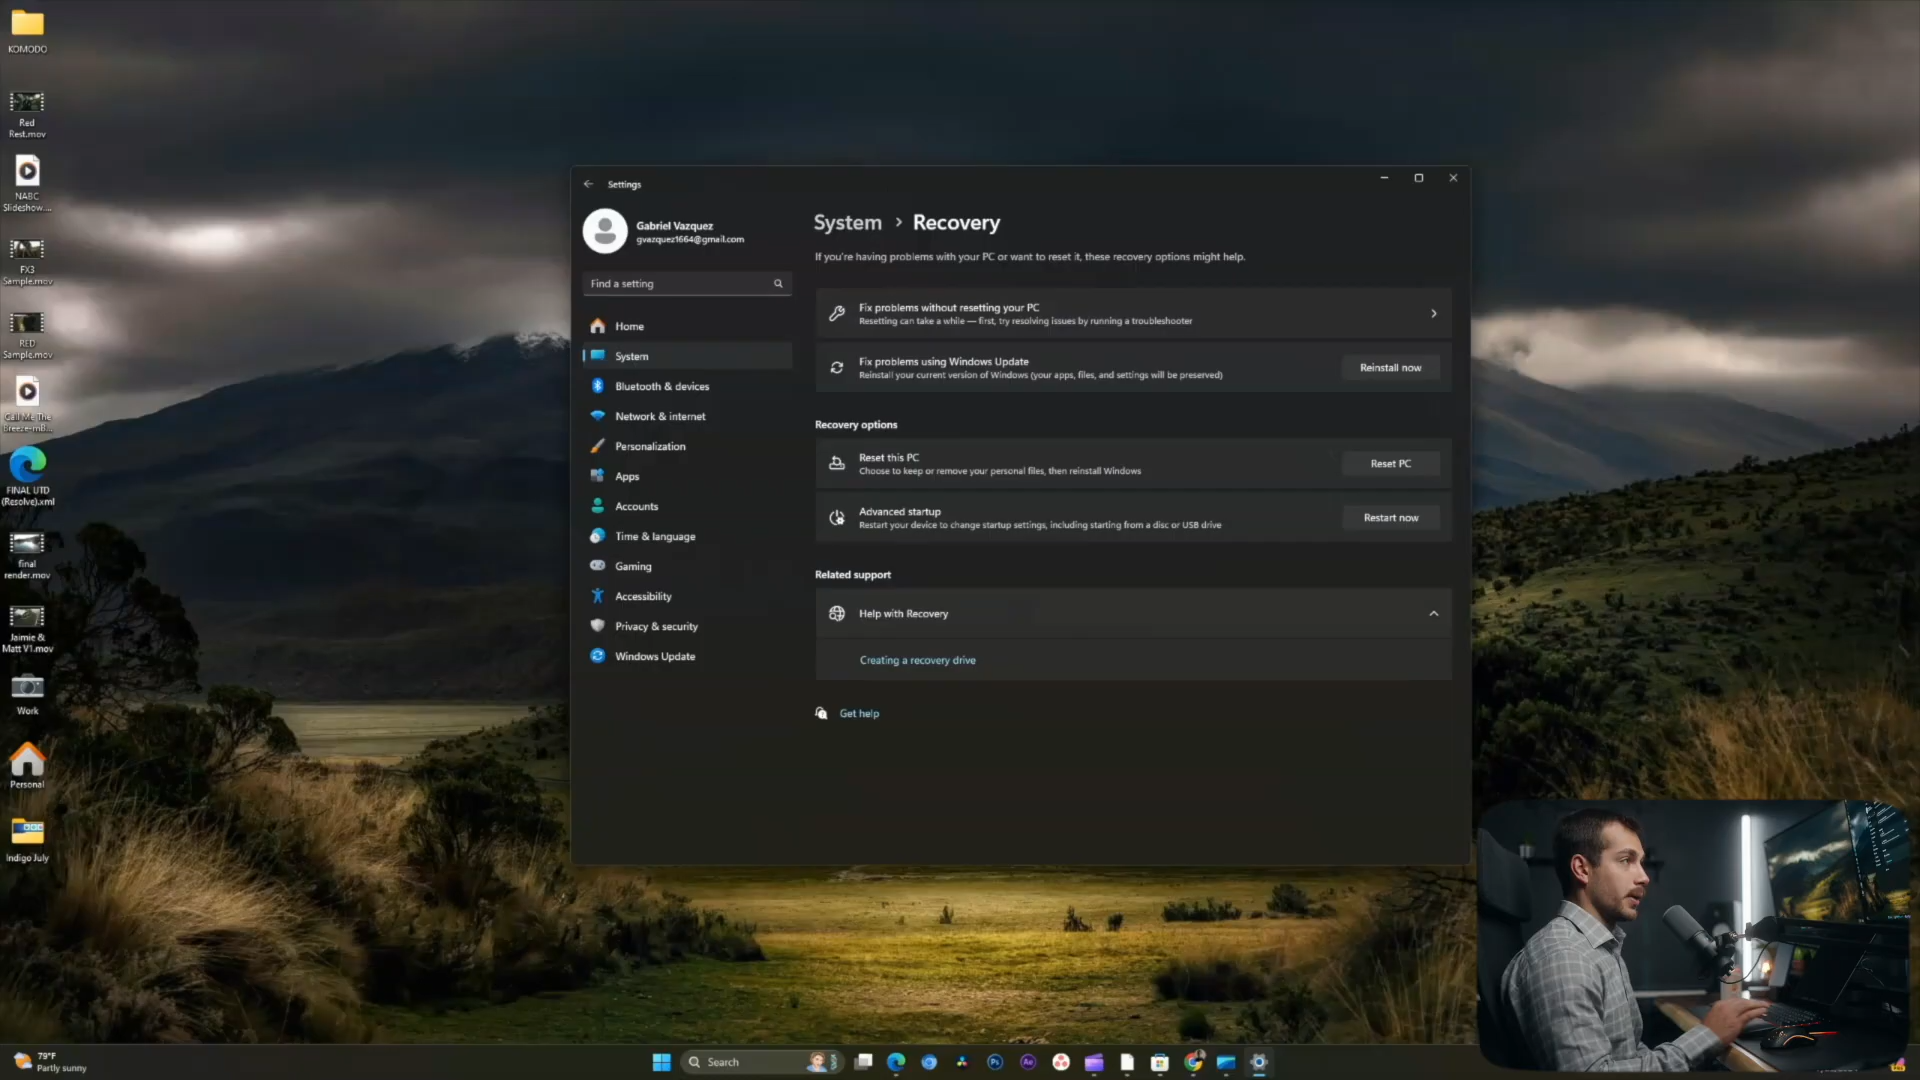 KOMODO
Red
Rest.mov
NABC
Slideshow....
FX3
Sample.mov
RED
Sample.mov
Call Me The
Breeze-mB...
FINAL UTD
(Resolve).xml
final
render.mov
Jaimie &
Matt V1.mov
Work
Personal
Indigo July
Settings
Gabriel Vazquez
gvazquez1664@gmail.com
Find a setting
Home
System
Bluetooth & devices
Network & internet
Personalization
Apps
Accounts
Time & language
Gaming
Accessibility
Privacy & security
Windows Update
System > Recovery
If you're having problems with your PC or want to reset it, these recovery options might help.
Fix problems without resetting your PC
Resetting can take a while — first, try resolving issues by running a troubleshooter
Fix problems using Windows Update
Reinstall your current version of Windows (your apps, files, and settings will be preserved)
Reinstall now
Recovery options
Reset this PC
Choose to keep or remove your personal files, then reinstall Windows
Reset PC
Advanced startup
Restart your device to change startup settings, including starting from a disc or USB drive
Restart now
Related support
Help with Recovery
Creating a recovery drive
Get help
79°F
Partly sunny
Search
Ps
Ae